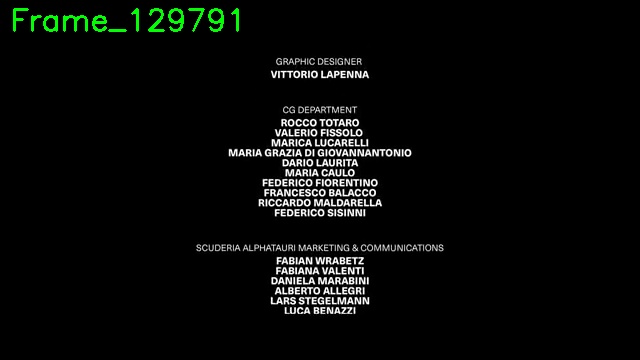 Frame_129791
GRAPHIC DESIGNER
VITTORIO LAPENNA
CG DEPARTMENT
ROCCO TOTARO
VALERIO FISSOLO
MARICA LUCARELLI
MARIA GRAZIA DI GIOVANNANTONIO
DARIO LAURITA
MARIA CAULO
FEDERICO FIORENTINO
FRANCESCO BALACCO
RICCARDO MALDARELLA
FEDERICO SISINNI
SCUDERIA ALPHATAURI MARKETING & COMMUNICATIONS
FABIAN WRABETZ
FABIANA VALENTI
DANIELA MARABINI
ALBERTO ALLEGRI
LARS STEGELMANN
LUCA BENAZZI